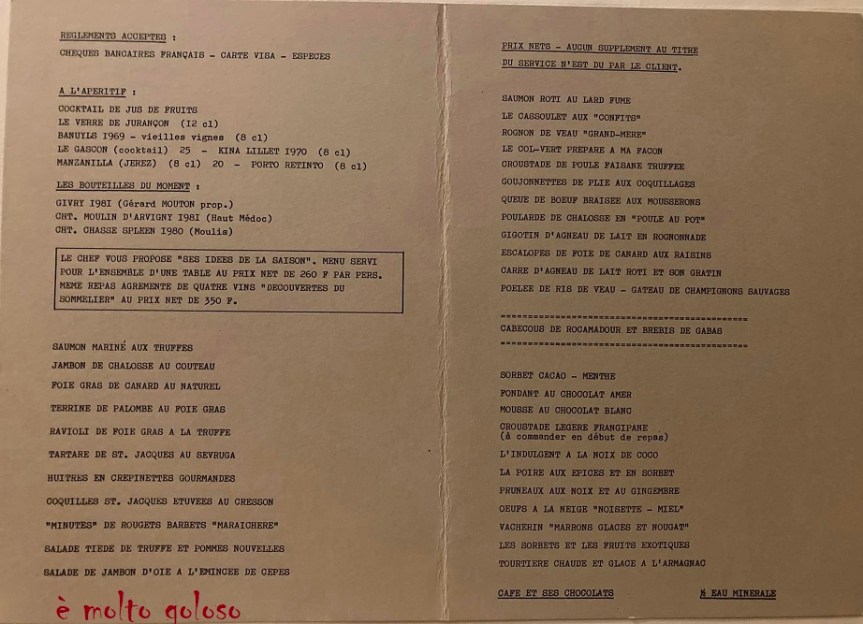 REGLEMENTS ACCEPTES :
CHEQUES BANCAIRES FRANÇAIS - CARTE VISA - ESPECES
A L'APERITIF :
COCKTAIL DE JUS DE FRUITS
LE VERRE DE JURANÇON (I2 cl)
BANUYLS I969 - vieilles vignes (8 cl)
LE GASCON (cocktail) 25 - KINA LILLET I970 (8 cl)
MANZANILLA (JEREZ) (8 cl) 20 - PORTO RETINTO (8 cl)
LES BOUTEILLES DU MOMENT :
GIVRY I98I (Gérard MOUTON prop.)
CHT. MOULIN D'ARVIGNY I98I (Haut Médoc)
CHT. CHASSE SPLEEN I980 (Moulis)
LE CHEF VOUS PROPOSE "SES IDEES DE LA SAISON". MENU SERVI
POUR L'ENSEMBLE D'UNE TABLE AU PRIX NET DE 260 F PAR PERS.
MEME REPAS AGREMENTE DE QUATRE VINS "DECOUVERTES DU
SOMMELIER" AU PRIX NET DE 350 F.
SAUMON MARINÉ AUX TRUFFES
JAMBON DE CHALOSSE AU COUTEAU
FOIE GRAS DE CANARD AU NATUREL
TERRINE DE PALOMBE AU FOIE GRAS
RAVIOLI DE FOIE GRAS A LA TRUFFE
TARTARE DE ST. JACQUES AU SEVRUGA
HUITRES EN CREPINETTES GOURMANDES
COQUILLES ST. JACQUES ETUVEES AU CRESSON
"MINUTES" DE ROUGETS BARBETS "MARAICHERE"
SALADE TIEDE DE TRUFFE ET POMMES NOUVELLES
SALADE DE JAMBON D'OIE A L'EMINCEE DE CEPES
è molto goloso
PRIX NETS - AUCUN SUPPLEMENT AU TITRE
DU SERVICE N'EST DU PAR LE CLIENT.
SAUMON ROTI AU LARD FUME
LE CASSOULET AUX "CONFITS"
ROGNON DE VEAU "GRAND-MERE"
LE COL-VERT PREPARE A MA FACON
CROUSTADE DE POULE FAISANE TRUFFEE
GOUJONNETTES DE PLIE AUX COQUILLAGES
QUEUE DE BOEUF BRAISEE AUX MOUSSERONS
POULARDE DE CHALOSSE EN "POULE AU POT"
GIGOTIN D'AGNEAU DE LAIT EN ROGNONNADE
ESCALOPES DE FOIE DE CANARD AUX RAISINS
CARRE D'AGNEAU DE LAIT ROTI ET SON GRATIN
POELEE DE RIS DE VEAU - GATEAU DE CHAMPIGNONS SAUVAGES
CABECOUS DE ROCAMADOUR ET BREBIS DE GABAS
SORBET CACAO - MENTHE
FONDANT AU CHOCOLAT AMER
MOUSSE AU CHOCOLAT BLANC
CROUSTADE LEGERE FRANGIPANE
(à commander en début de repas)
L'INDULGENT A LA NOIX DE COCO
LA POIRE AUX EPICES ET EN SORBET
PRUNEAUX AUX NOIX ET AU GINGEMBRE
OEUFS A LA NEIGE "NOISETTE - MIEL"
VACHERIN "MARRONS GLACES ET NOUGAT"
LES SORBETS ET LES FRUITS EXOTIQUES
TOURTIERE CHAUDE ET GLACE A L'ARMAGNAC
CAFE ET SES CHOCOLATS ½ EAU MINERALE